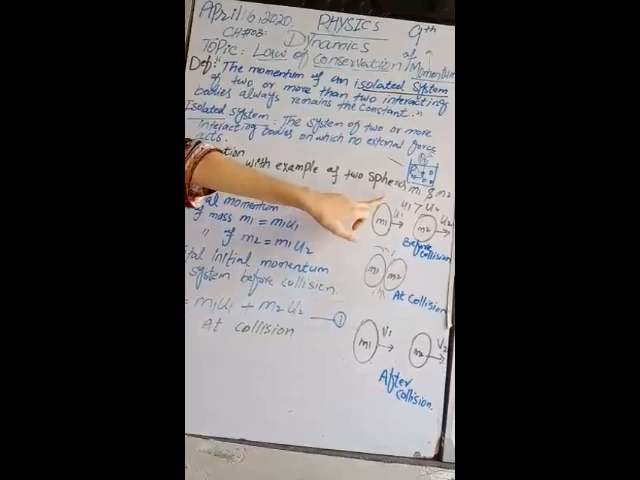 April 16, 2020. PHYSICS 9th
CH#03: Dynamics
Topic: Law of Conservation of Momentum
Def: "The momentum of an isolated system
of two or more than two interacting
bodies always remains the constant."
Isolated system: The system of two or more
interacting bodies on which no external force
acts.
with example of two spheres m1 & m2
u1 > u2
m1 u1 m2 u2
Before
collision
momentum
of mass m1 = m1u1
" of m2 = m1u2
initial momentum
system before collision.
= m1u1 + m2u2 — 1
m1 m2
At Collision
At collision
m1 v1 m2 v2
After
collision.